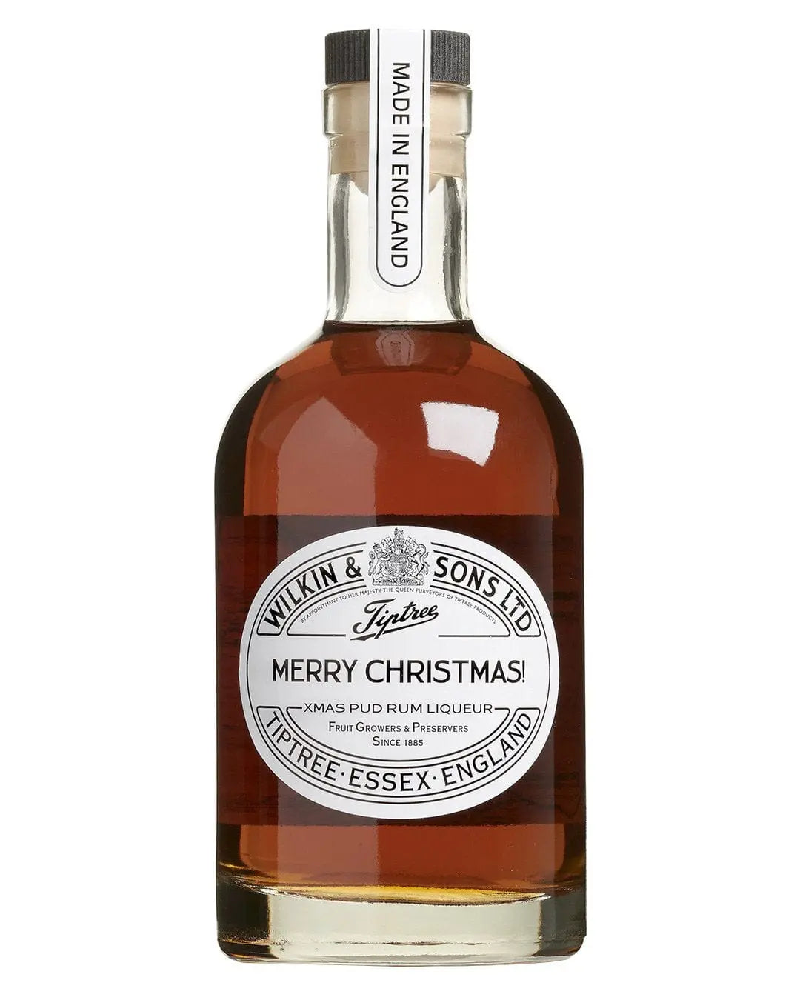 MADE IN ENGLAND
WILKIN & SONS LTD
BY APPOINTMENT TO HER MAJESTY THE QUEEN PURVEYORS OF TIPTREE PRODUCTS
Tiptree
MERRY CHRISTMAS!
XMAS PUD RUM LIQUEUR
FRUIT GROWERS & PRESERVERS
SINCE 1885
TIPTREE · ESSEX · ENGLAND